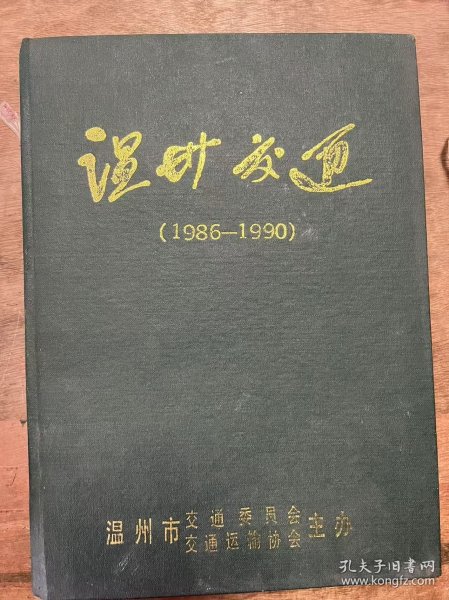 温州交通
(1986—1990)
温州市交通委员会主办
交通运输协会
孔夫子旧书网
www.kongfz.com